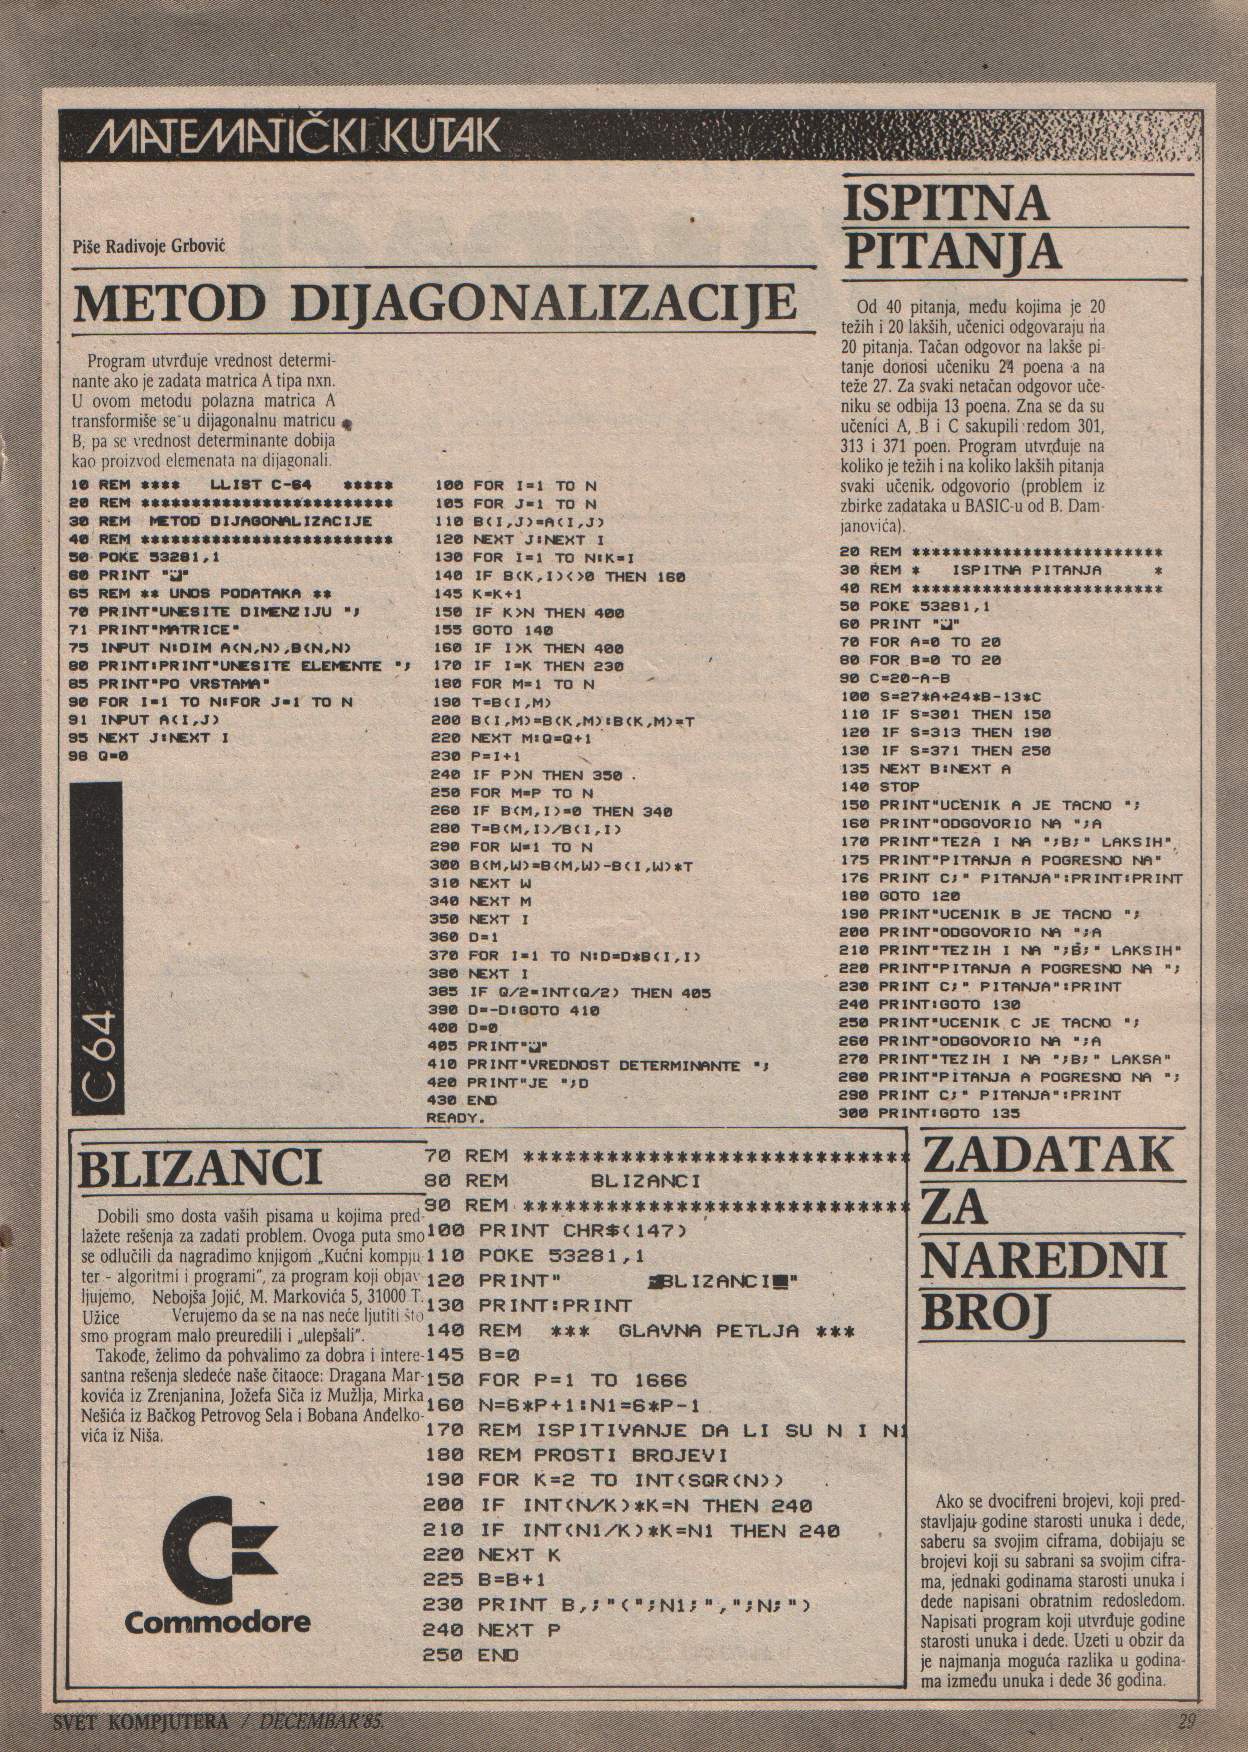 MATEMATIČKI KUTAK
Piše Radivoje Grbović
METOD DIJAGONALIZACIJE
Program utvrđuje vrednost determi-
nante ako je zadata matrica A tipa nxn.
U ovom metodu polazna matrica A
transformiše se u dijagonalnu matricu
B, pa se vrednost determinante dobija
kao proizvod elemenata na dijagonali.
10 REM **** LLIST C-64 *****
20 REM *************************
30 REM METOD DIJAGONALIZACIJE
40 REM *************************
50 POKE 53281,1
60 PRINT "
65 REM ** UNOS PODATAKA **
70 PRINT"UNESITE DIMENZIJU ";
71 PRINT"MATRICE"
75 INPUT N:DIM A(N,N),B(N,N)
80 PRINT:PRINT"UNESITE ELEMENTE ";
85 PRINT"PO VRSTAMA"
90 FOR I=1 TO N:FOR J=1 TO N
91 INPUT A(I,J)
95 NEXT J:NEXT I
98 Q=0
C64
100 FOR I=1 TO N
105 FOR J=1 TO N
110 B(I,J)=A(I,J)
120 NEXT J:NEXT I
130 FOR I=1 TO N:K=I
140 IF B(K,I)<>0 THEN 160
145 K=K+1
150 IF K>N THEN 400
155 GOTO 140
160 IF I>K THEN 400
170 IF I=K THEN 230
180 FOR M=1 TO N
190 T=B(I,M)
200 B(I,M)=B(K,M):B(K,M)=T
220 NEXT M:Q=Q+1
230 P=I+1
240 IF P>N THEN 350
250 FOR M=P TO N
260 IF B(M,I)=0 THEN 340
280 T=B(M,I)/B(I,I)
290 FOR W=1 TO N
300 B(M,W)=B(M,W)-B(I,W)*T
310 NEXT W
340 NEXT M
350 NEXT I
360 D=1
370 FOR I=1 TO N:D=D*B(I,I)
380 NEXT I
385 IF Q/2=INT(Q/2) THEN 405
390 D=-D:GOTO 410
400 D=0
405 PRINT"
410 PRINT"VREDNOST DETERMINANTE ";
420 PRINT"JE ";D
430 END
READY.
ISPITNA
PITANJA
Od 40 pitanja, među kojima je 20
težih i 20 lakših, učenici odgovaraju na
20 pitanja. Tačan odgovor na lakše pi-
tanje donosi učeniku 24 poena a na
teže 27. Za svaki netačan odgovor uče-
niku se odbija 13 poena. Zna se da su
učenici A, B i C sakupili redom 301,
313 i 371 poen. Program utvrđuje na
koliko je težih i na koliko lakših pitanja
svaki učenik odgovorio (problem iz
zbirke zadataka u BASIC-u od B. Dam-
janovića).
20 REM *************************
30 REM * ISPITNA PITANJA *
40 REM *************************
50 POKE 53281,1
60 PRINT "
70 FOR A=0 TO 20
80 FOR B=0 TO 20
90 C=20-A-B
100 S=27*A+24*B-13*C
110 IF S=301 THEN 150
120 IF S=313 THEN 190
130 IF S=371 THEN 250
135 NEXT B:NEXT A
140 STOP
150 PRINT"UCENIK A JE TACNO ";
160 PRINT"ODGOVORIO NA ";A
170 PRINT"TEZA I NA ";B;" LAKSIH"
175 PRINT"PITANJA A POGRESNO NA"
176 PRINT C;" PITANJA":PRINT:PRINT
180 GOTO 120
190 PRINT"UCENIK B JE TACNO ";
200 PRINT"ODGOVORIO NA ";A
210 PRINT"TEZIH I NA ";B;" LAKSIH"
220 PRINT"PITANJA A POGRESNO NA ";
230 PRINT C;" PITANJA":PRINT
240 PRINT:GOTO 130
250 PRINT"UCENIK C JE TACNO ";
260 PRINT"ODGOVORIO NA ";A
270 PRINT"TEZIH I NA ";B;" LAKSA"
280 PRINT"PITANJA A POGRESNO NA ";
290 PRINT C;" PITANJA":PRINT
300 PRINT:GOTO 135
BLIZANCI
Dobili smo dosta vaših pisama u kojima pred-
lažete rešenja za zadati problem. Ovoga puta smo
se odlučili da nagradimo knjigom „Kućni kompju
ter - algoritmi i programi“, za program koji objav
ljujemo, Nebojša Jojić, M. Markovića 5, 31000 T.
Užice Verujemo da se na nas neće ljutiti što
smo program malo preuredili i „ulepšali“.
Takođe, želimo da pohvalimo za dobra i intere-
santna rešenja sledeće naše čitaoce: Dragana Mar-
kovića iz Zrenjanina, Jožefa Siča iz Mužlja, Mirka
Nešića iz Bačkog Petrovog Sela i Bobana Anđelko-
vića iz Niša.
Commodore
70 REM ****************************
80 REM BLIZANCI
90 REM ****************************
100 PRINT CHR$(147)
110 POKE 53281,1
120 PRINT" BLIZANCI "
130 PRINT:PRINT
140 REM *** GLAVNA PETLJA ***
145 B=0
150 FOR P=1 TO 1666
160 N=6*P+1:N1=6*P-1
170 REM ISPITIVANJE DA LI SU N I N1
180 REM PROSTI BROJEVI
190 FOR K=2 TO INT(SQR(N))
200 IF INT(N/K)*K=N THEN 240
210 IF INT(N1/K)*K=N1 THEN 240
220 NEXT K
225 B=B+1
230 PRINT B,;"(";N1;",";N;")
240 NEXT P
250 END
ZADATAK
ZA
NAREDNI
BROJ
Ako se dvocifreni brojevi, koji pred-
stavljaju godine starosti unuka i dede,
saberu sa svojim ciframa, dobijaju se
brojevi koji su sabrani sa svojim cifra-
ma, jednaki godinama starosti unuka i
dede napisani obratnim redosledom.
Napisati program koji utvrđuje godine
starosti unuka i dede. Uzeti u obzir da
je najmanja moguća razlika u godina-
ma između unuka i dede 36 godina.
SVET KOMPJUTERA / DECEMBAR'85.
29